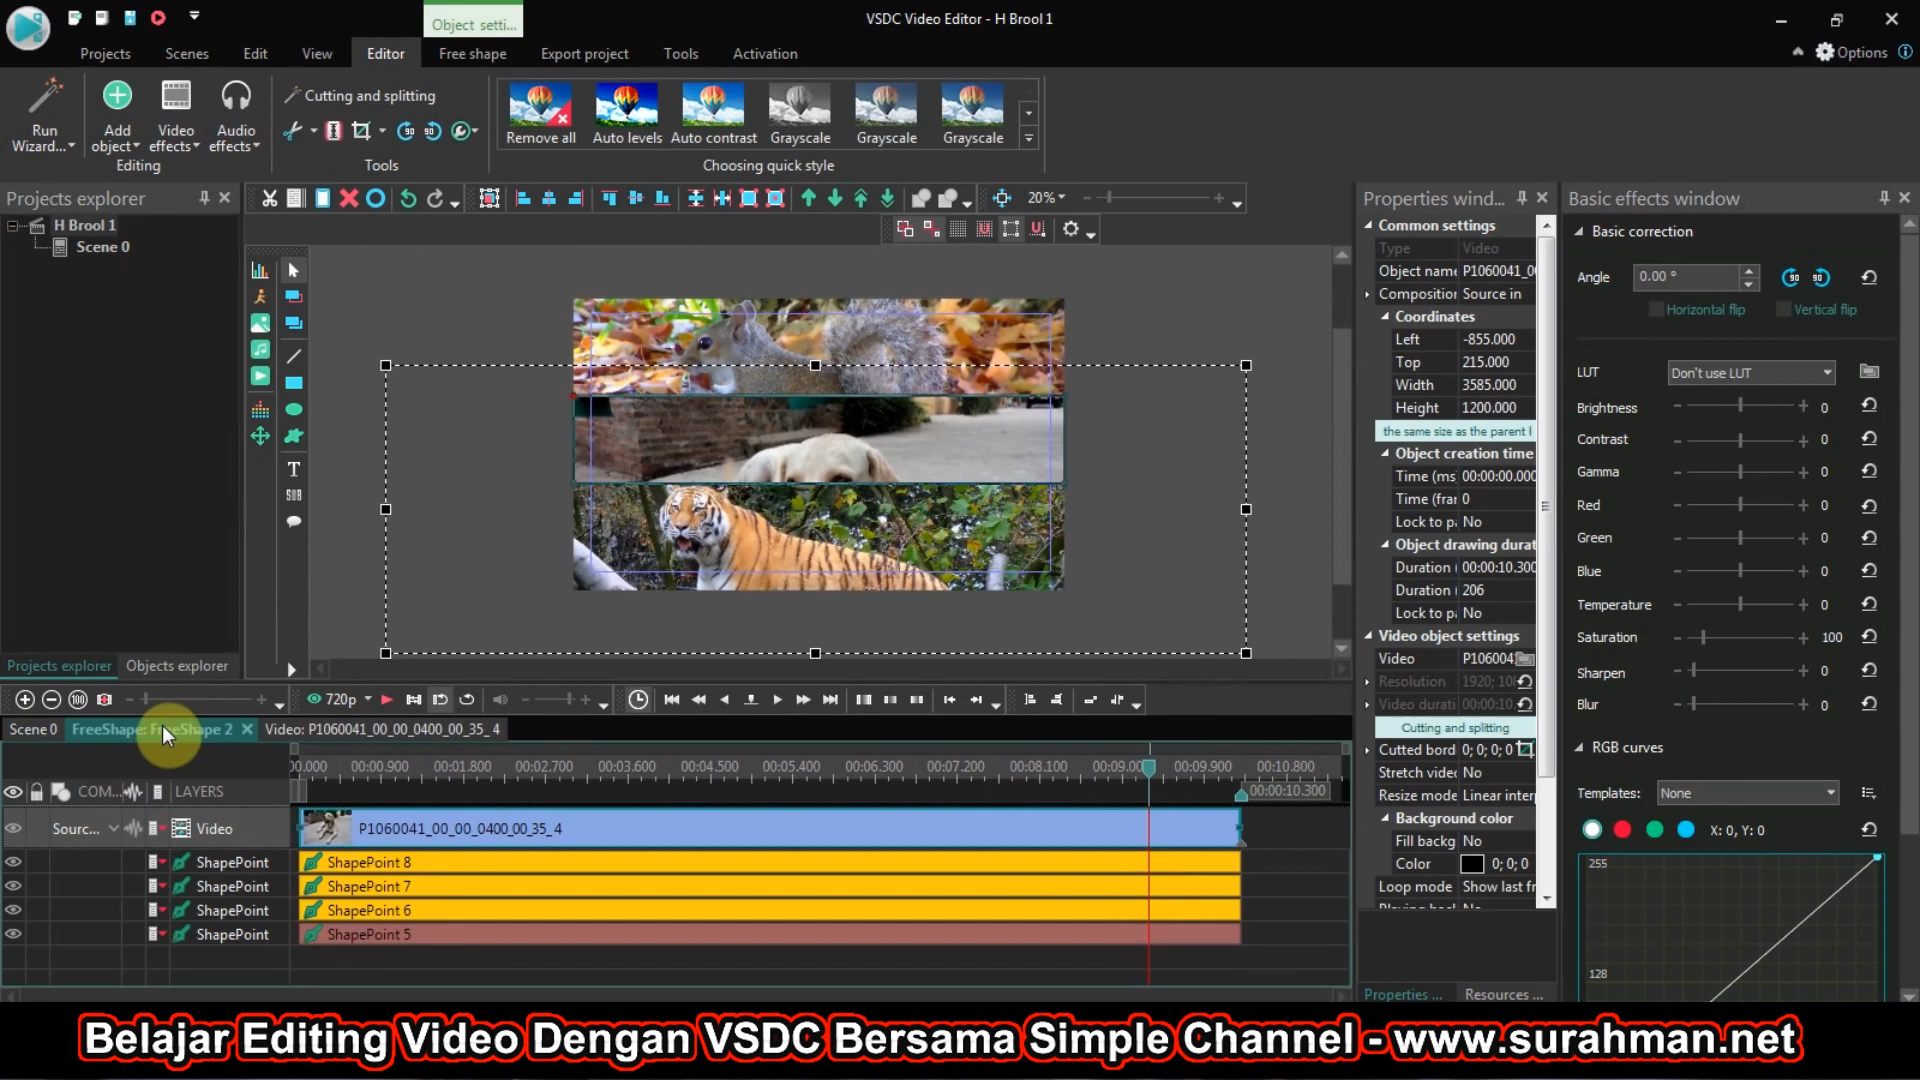 Object setti...
VSDC Video Editor - H Brool 1
Projects
Scenes
Edit
View
Editor
Free shape
Export project
Tools
Activation
Options
Run Wizard...
Add object
Video effects
Audio effects
Editing
Cutting and splitting
Tools
Remove all
Auto levels
Auto contrast
Grayscale
Grayscale
Grayscale
Choosing quick style
Projects explorer
H Brool 1
Scene 0
20%
Projects explorer
Objects explorer
Properties wind...
Common settings
Type Video
Object name P1060041_0
Composition Source in
Coordinates
Left -855.000
Top 215.000
Width 3585.000
Height 1200.000
the same size as the parent
Object creation time
Time (ms 00:00:00.000
Time (frar 0
Lock to pa No
Object drawing durat
Duration 00:00:10.300
Duration 206
Lock to pa No
Video object settings
Video P106004
Resolution 1920; 108
Video durati 00:00:10.
Cutting and splitting
Cutted bord 0; 0; 0; 0
Stretch video No
Resize mode Linear inter
Background color
Fill backg No
Color 0; 0; 0
Loop mode Show last fr
Properties ...
Resources ...
Basic effects window
Basic correction
Angle 0.00 °
90 90
Horizontal flip
Vertical flip
LUT Don't use LUT
Brightness 0
Contrast 0
Gamma 0
Red 0
Green 0
Blue 0
Temperature 0
Saturation 100
Sharpen 0
Blur 0
RGB curves
Templates: None
X: 0, Y: 0
255
128
T
SUB
720p
Scene 0
FreeShape: FreeShape 2
Video: P1060041_00_00_0400_00_35_4
00.000 00:00.900 00:01.800 00:02.700 00:03.600 00:04.500 00:05.400 00:06.300 00:07.200 00:08.100 00:09.00 00:09.900 00:10.800
COM...
LAYERS
00:00:10.300
Sourc...
Video
P1060041_00_00_0400_00_35_4
ShapePoint
ShapePoint 8
ShapePoint
ShapePoint 7
ShapePoint
ShapePoint 6
ShapePoint
ShapePoint 5
Belajar Editing Video Dengan VSDC Bersama Simple Channel - www.surahman.net